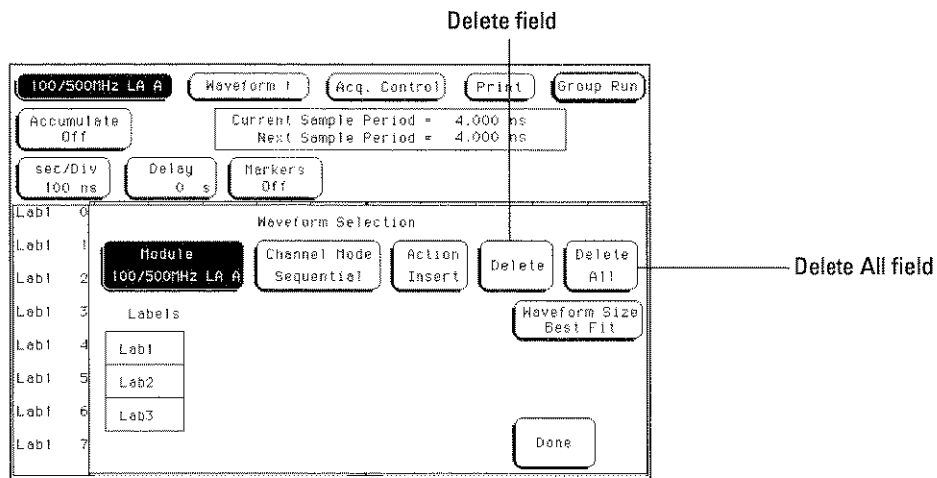 Delete field
100/500MHz LA A
Waveform 1
Acq. Control
Print
Group Run
Accumulate
Off
Current Sample Period = 4.000 ns
Next Sample Period = 4.000 ns
sec/Div
100 ns
Delay
0 s
Markers
Off
Lab1 0
Lab1 1
Lab1 2
Lab1 3
Lab1 4
Lab1 5
Lab1 6
Lab1 7
Waveform Selection
Module
100/500MHz LA A
Channel Mode
Sequential
Action
Insert
Delete
Delete
All
Delete All field
Labels
Waveform Size
Best Fit
Lab1
Lab2
Lab3
Done